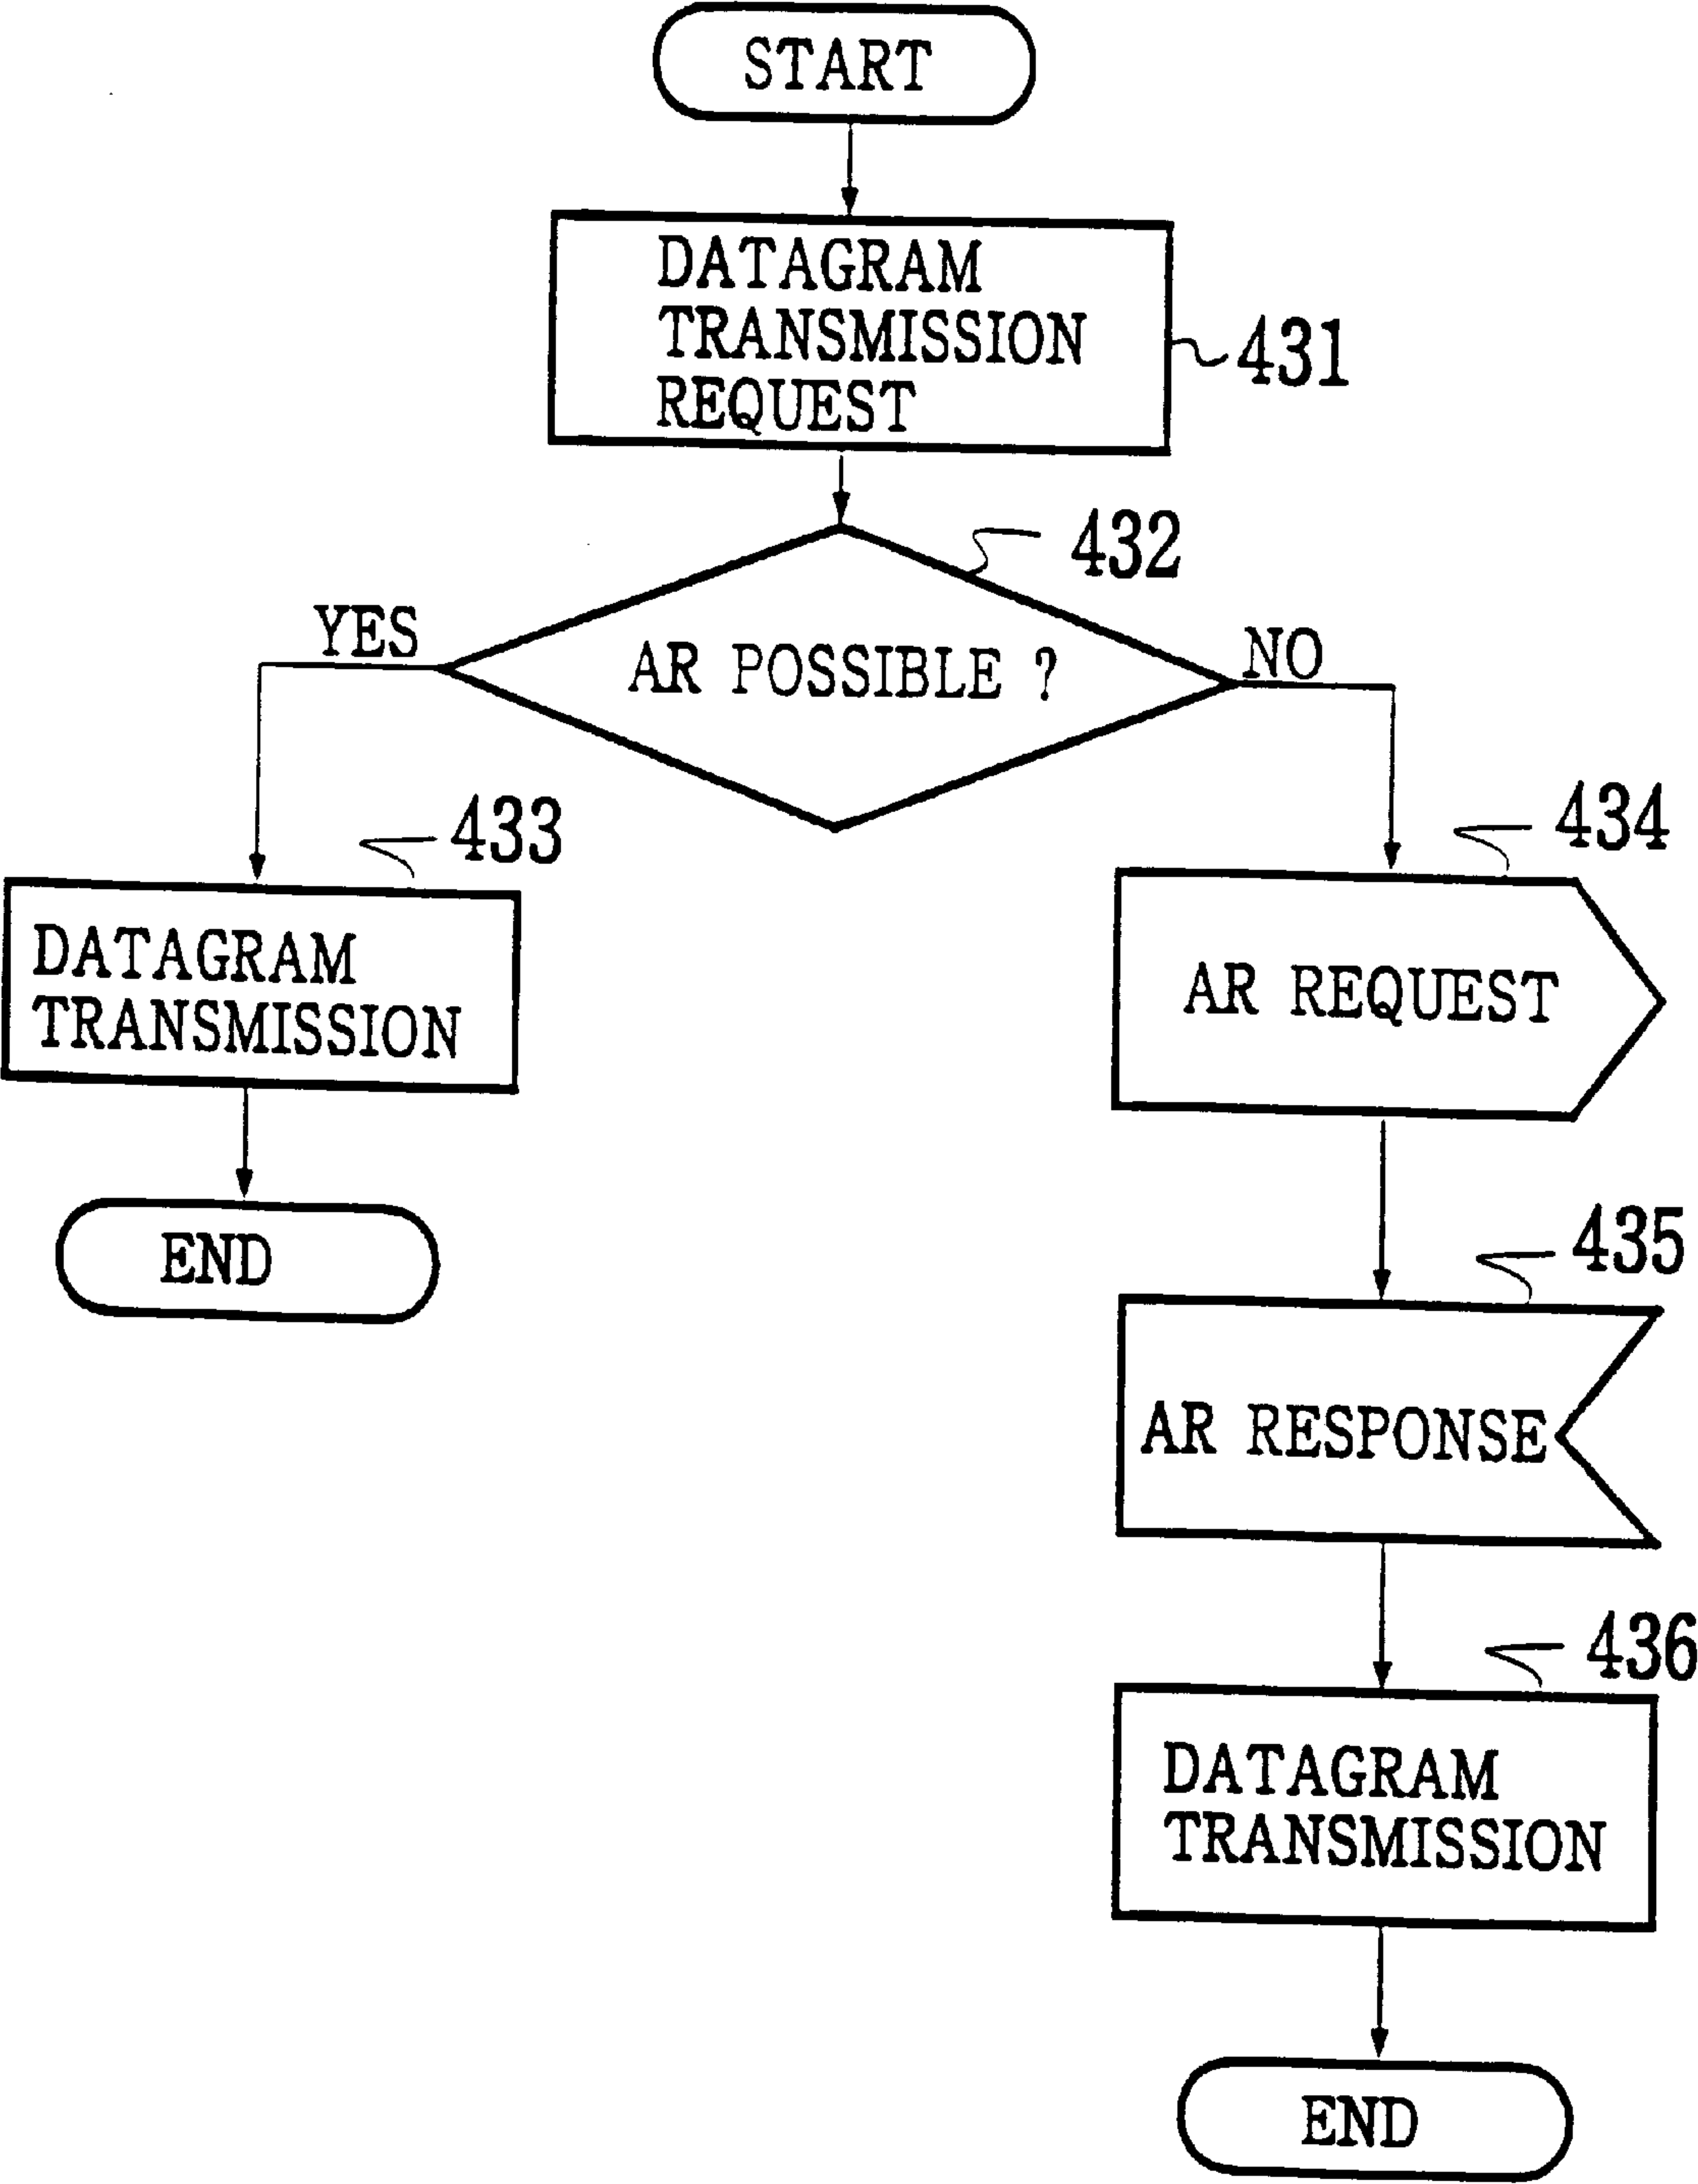 START
DATAGRAM
TRANSMISSION
REQUEST
431
432
YES
AR POSSIBLE ?
NO
433
434
DATAGRAM
TRANSMISSION
AR REQUEST
END
435
AR RESPONSE
436
DATAGRAM
TRANSMISSION
END